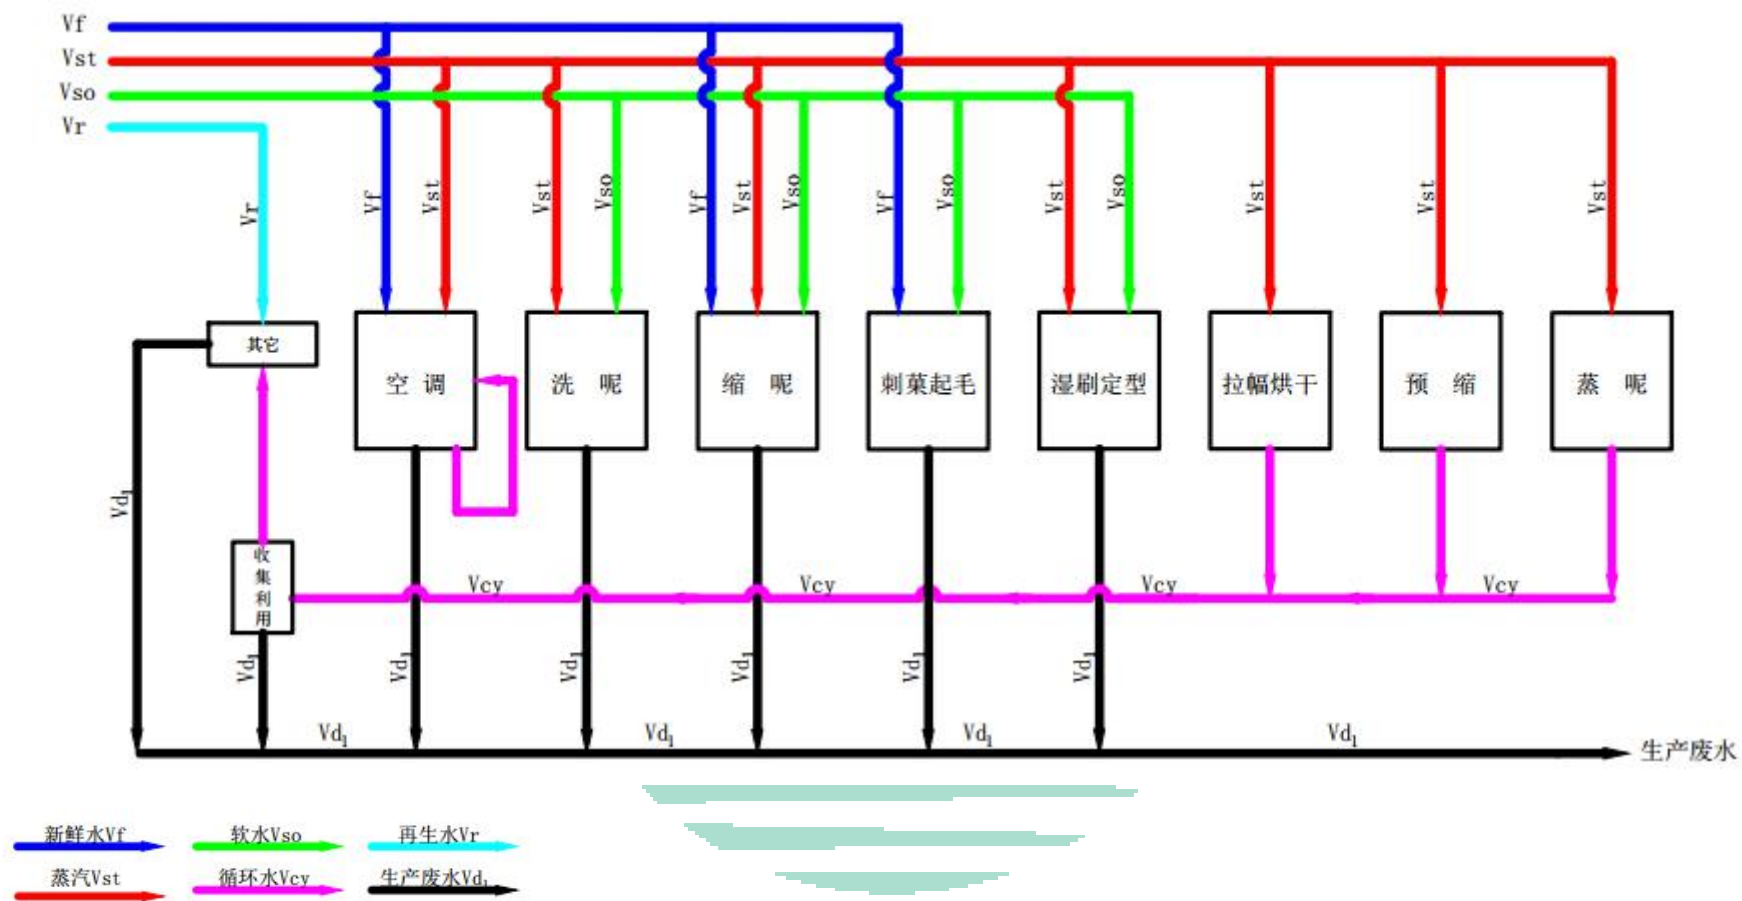 Vf
Vst
Vso
Vr
Vr
Vf
Vst
Vst
Vso
Vf
Vst
Vso
Vf
Vso
Vst
Vso
Vst
Vst
Vst
其它
空 调
洗 呢
缩 呢
刺菓起毛
湿刷定型
拉幅烘干
预 缩
蒸 呢
Vd₁
收集利用
Vcy
Vcy
Vcy
Vcy
Vd₁
Vd₁
Vd₁
Vd₁
Vd₁
Vd₁
Vd₁
Vd₁
Vd₁
Vd₁
生产废水
新鲜水Vf
软水Vso
再生水Vr
蒸汽Vst
循环水Vcy
生产废水Vd₁